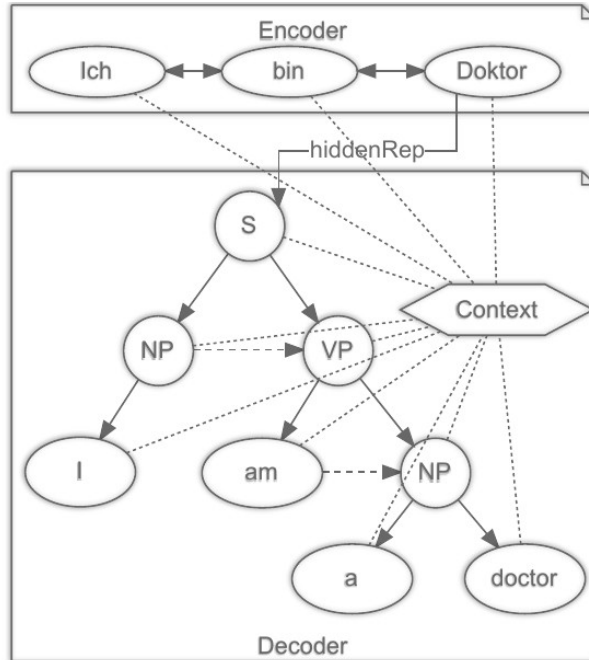 Encoder
Ich bin Doktor
hiddenRep
S
Context
NP VP
I am NP
a doctor
Decoder